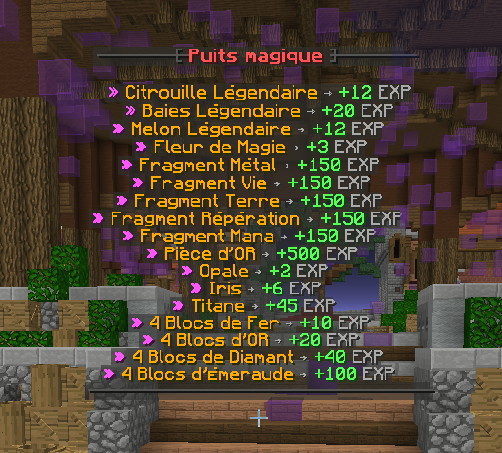 Puits magique
» Citrouille Légendaire → +12 EXP
» Baies Légendaire → +20 EXP
» Melon Légendaire → +12 EXP
» Fleur de Magie → +3 EXP
» Fragment Métal → +150 EXP
» Fragment Vie → +150 EXP
» Fragment Terre → +150 EXP
» Fragment Répération → +150 EXP
» Fragment Mana → +150 EXP
» Pièce d'OR → +500 EXP
» Opale → +2 EXP
» Iris → +6 EXP
» Titane → +45 EXP
» 4 Blocs de Fer → +10 EXP
» 4 Blocs d'OR → +20 EXP
» 4 Blocs de Diamant → +40 EXP
» 4 Blocs d'Émeraude → +100 EXP